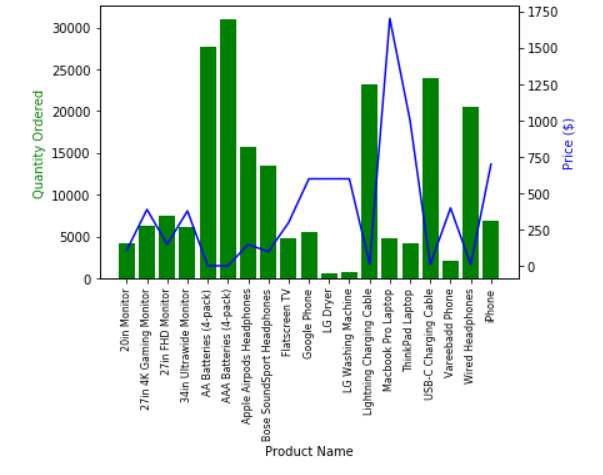 30000
25000
20000
15000
10000
5000
0
Quantity Ordered
1750
1500
1250
1000
750
500
250
0
Price ($)
20in Monitor
27in 4K Gaming Monitor
27in FHD Monitor
34in Ultrawide Monitor
AA Batteries (4-pack)
AAA Batteries (4-pack)
Apple Airpods Headphones
Bose SoundSport Headphones
Flatscreen TV
Google Phone
LG Dryer
LG Washing Machine
Lightning Charging Cable
Macbook Pro Laptop
ThinkPad Laptop
USB-C Charging Cable
Vareebadd Phone
Wired Headphones
iPhone
Product Name